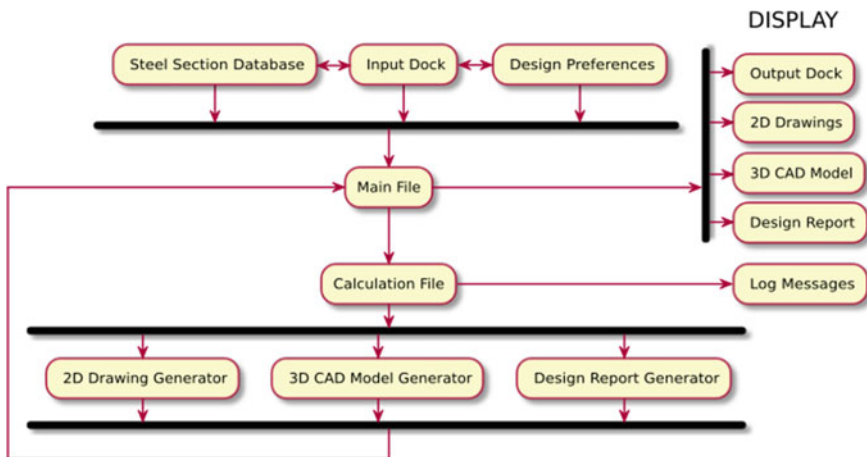 DISPLAY
Steel Section Database
Input Dock
Design Preferences
Output Dock
2D Drawings
3D CAD Model
Design Report
Main File
Calculation File
Log Messages
2D Drawing Generator
3D CAD Model Generator
Design Report Generator